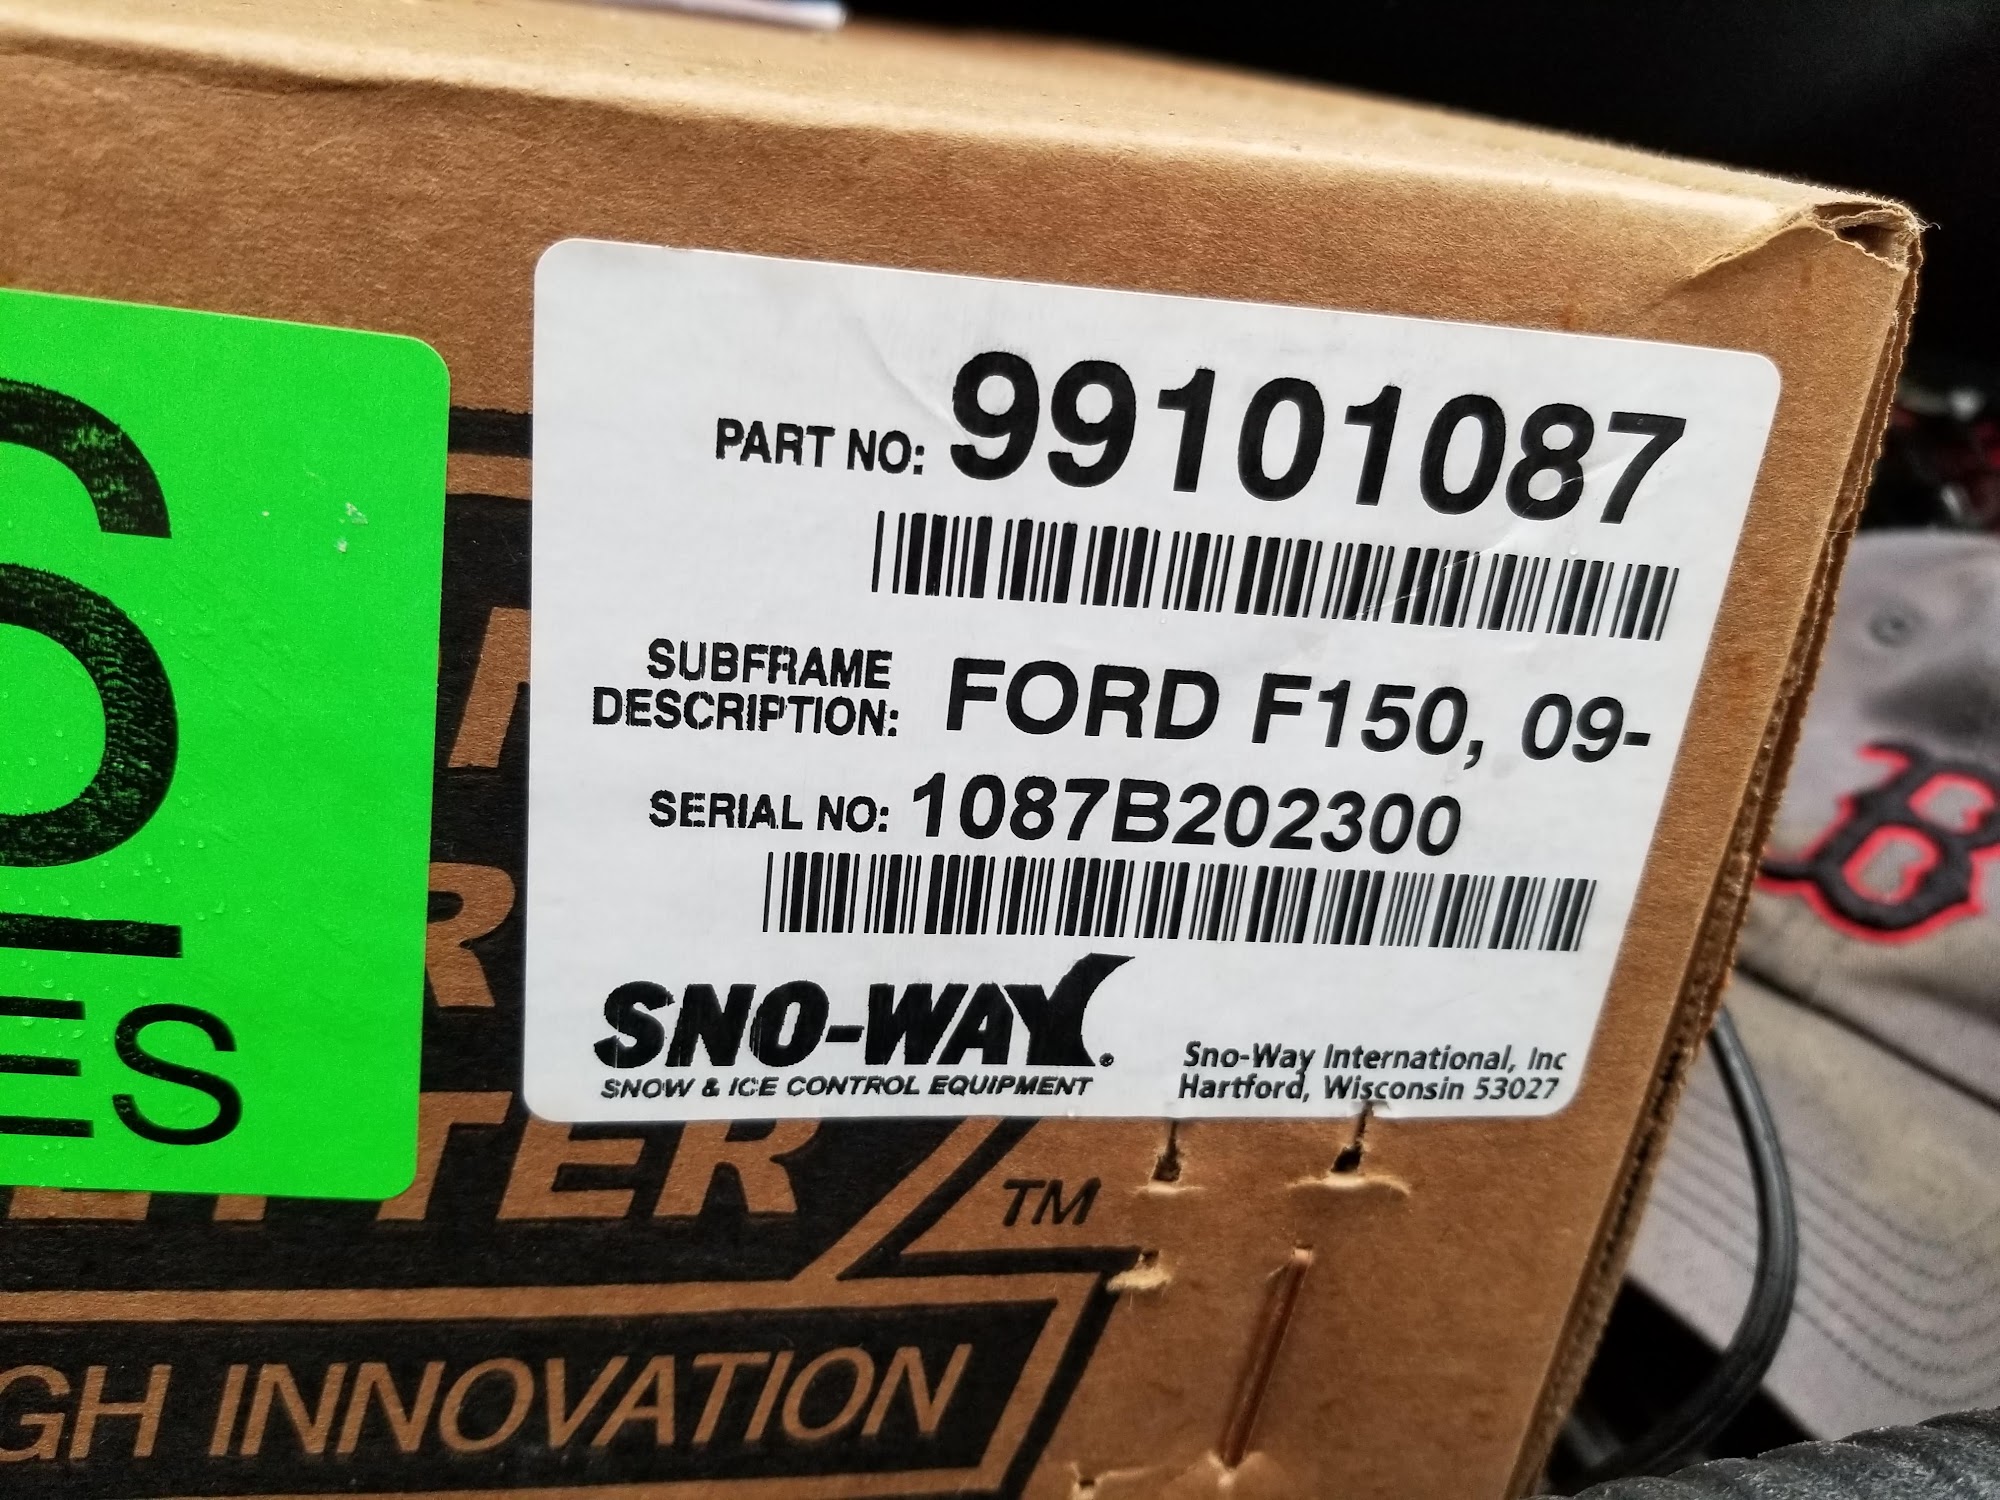 PART NO: 99101087
SUBFRAME
DESCRIPTION: FORD F150, 09-
SERIAL NO: 1087B202300
SNO-WAY.
SNOW & ICE CONTROL EQUIPMENT
Sno-Way International, Inc
Hartford, Wisconsin 53027
TM
INNOVATION
B